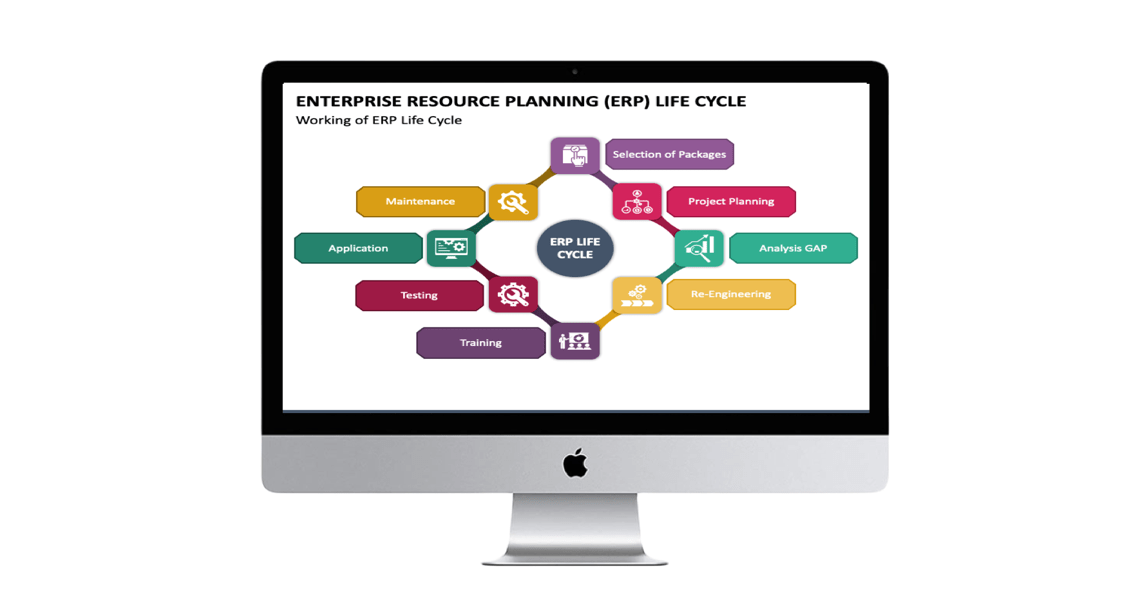 ENTERPRISE RESOURCE PLANNING (ERP) LIFE CYCLE
Working of ERP Life Cycle
Selection of Packages
Maintenance
Project Planning
ERP LIFE
CYCLE
Application
Analysis GAP
Testing
Re-Engineering
Training